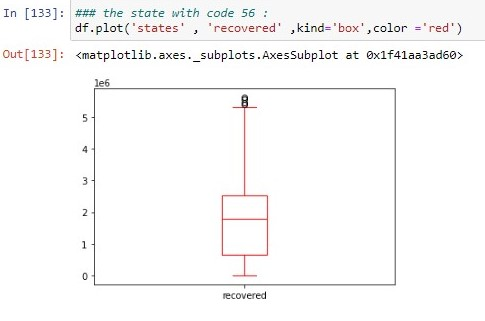 In [133]: ### the state with code 56 :
df.plot('states' , 'recovered' ,kind='box',color ='red')
Out[133]: <matplotlib.axes._subplots.AxesSubplot at 0x1f41aa3ad60>
1e6
5
4
3
2
1
0
recovered